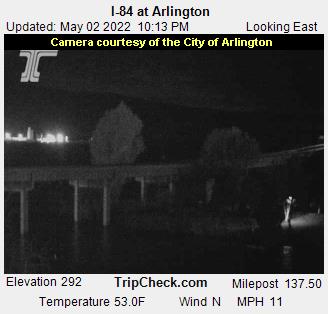 I-84 at Arlington
Updated: May 02 2022 10:13 PM Looking East
Camera courtesy of the City of Arlington
Elevation 292 TripCheck.com Milepost 137.50
Temperature 53.0F Wind N MPH 11